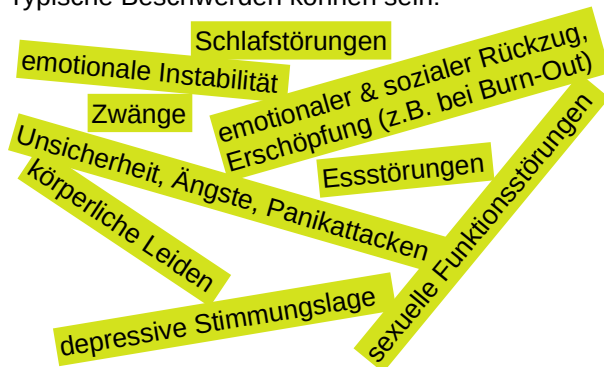 Typische Beschwerden können sein:
Schlafstörungen
emotionale Instabilität
emotionaler & sozialer Rückzug,
Erschöpfung (z.B. bei Burn-Out)
Zwänge
Unsicherheit, Ängste, Panikattacken
Essstörungen
sexuelle Funktionsstörungen
körperliche Leiden
depressive Stimmungslage